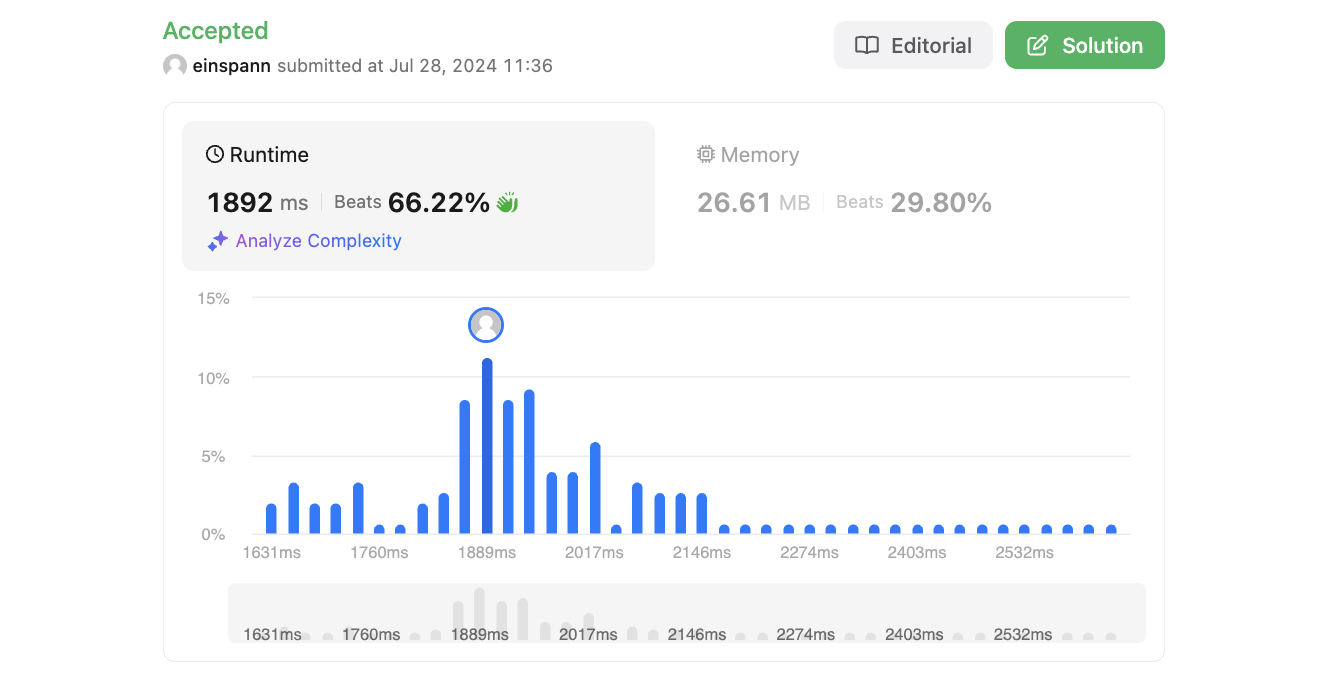 Accepted
einspann submitted at Jul 28, 2024 11:36
Editorial
Solution
Runtime
1892 ms Beats 66.22%
Analyze Complexity
Memory
26.61 MB Beats 29.80%
15%
10%
5%
0%
1631ms 1760ms 1889ms 2017ms 2146ms 2274ms 2403ms 2532ms
1631ms 1760ms 1889ms 2017ms 2146ms 2274ms 2403ms 2532ms